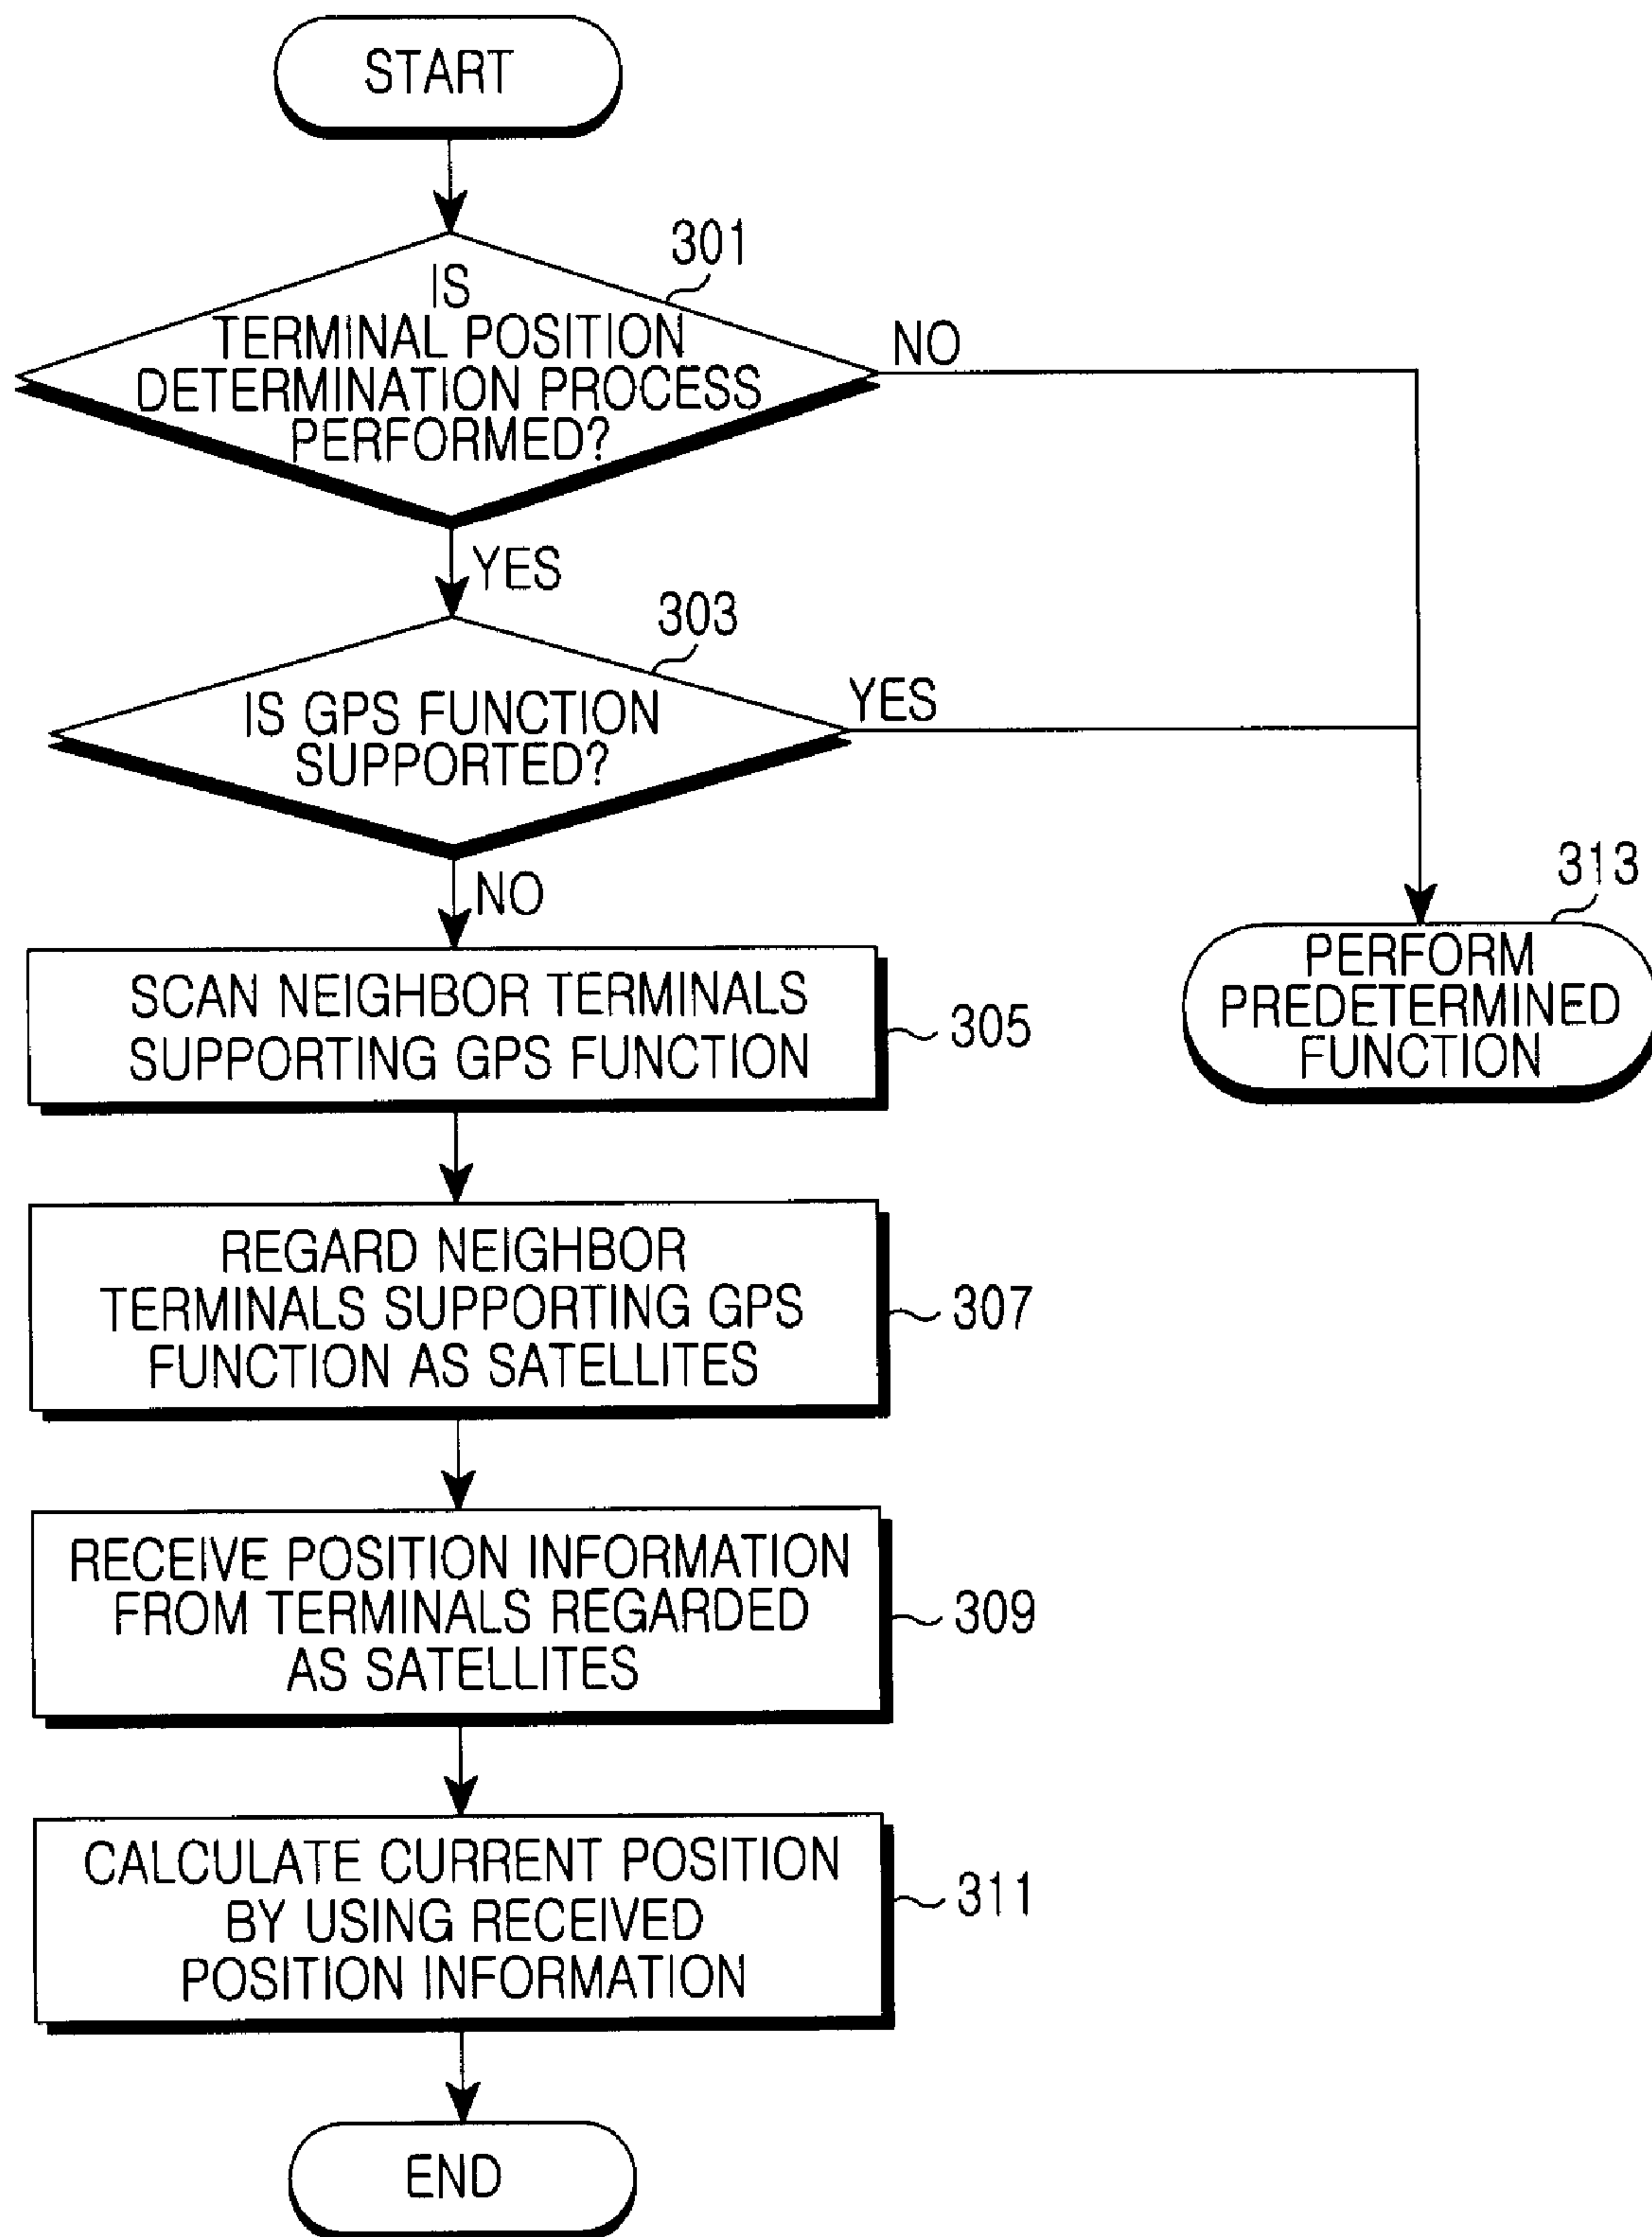 START
301
IS
TERMINAL POSITION
DETERMINATION PROCESS
PERFORMED?
NO
YES
303
IS GPS FUNCTION
SUPPORTED?
YES
NO
313
PERFORM
PREDETERMINED
FUNCTION
SCAN NEIGHBOR TERMINALS
SUPPORTING GPS FUNCTION
305
REGARD NEIGHBOR
TERMINALS SUPPORTING GPS
FUNCTION AS SATELLITES
307
RECEIVE POSITION INFORMATION
FROM TERMINALS REGARDED
AS SATELLITES
309
CALCULATE CURRENT POSITION
BY USING RECEIVED
POSITION INFORMATION
311
END